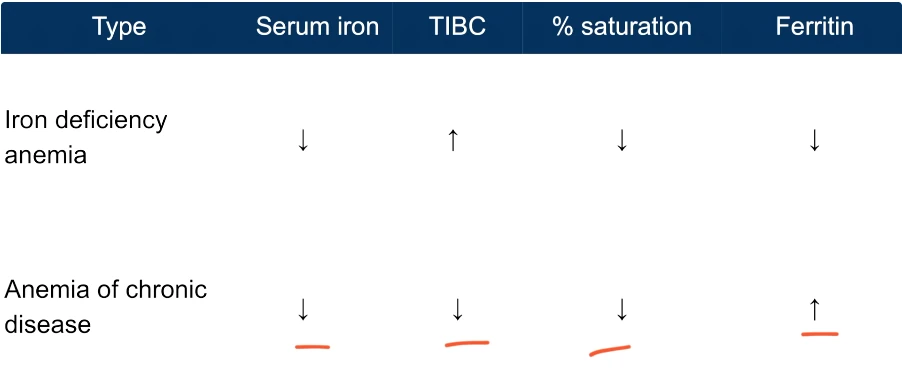 Type Serum iron TIBC % saturation Ferritin
Iron deficiency
anemia
↓ ↑ ↓ ↓
Anemia of chronic
disease
↓ ↓ ↓ ↑